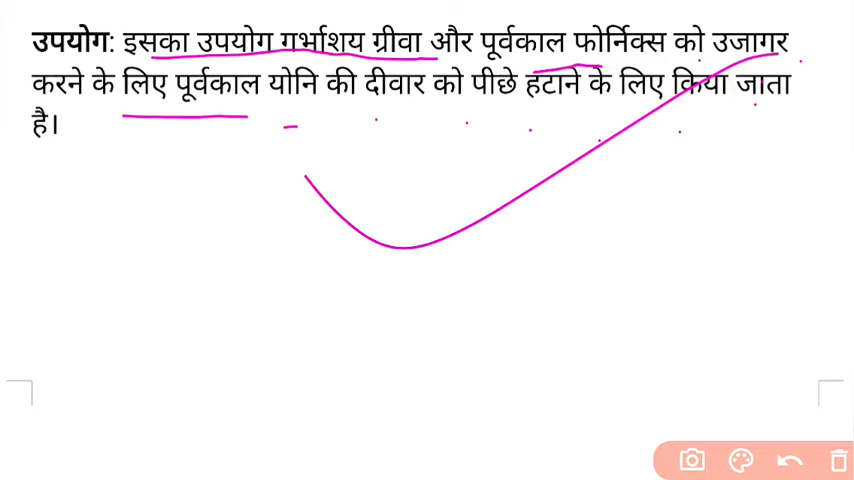 उपयोग: इसका उपयोग गर्भाशय ग्रीवा और पूर्वकाल फोर्निक्स को उजागर
करने के लिए पूर्वकाल योनि की दीवार को पीछे हटाने के लिए किया जाता
है।